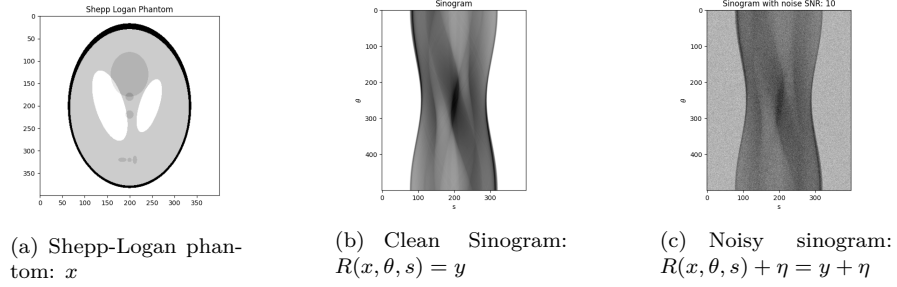 Shepp Logan Phantom
0
50
100
150
200
250
300
350
0 50 100 150 200 250 300 350
(a) Shepp-Logan phan-
tom: x
Sinogram
0
100
200
300
400
θ
0 100 200 300
s
(b) Clean Sinogram:
R(x, θ, s) = y
Sinogram with noise SNR: 10
0
100
200
300
400
θ
0 100 200 300
s
(c) Noisy sinogram:
R(x, θ, s) + η = y + η